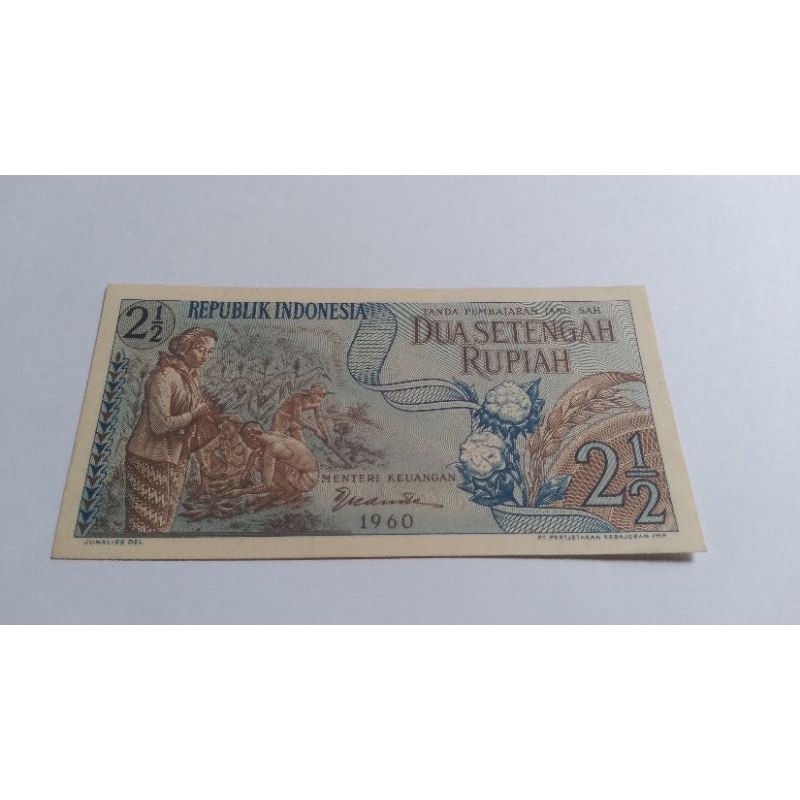 2½
REPUBLIK INDONESIA
TANDA PEMBAJARAN JANG SAH
DUA SETENGAH
RUPIAH
MENTERI KEUANGAN
1960
2½
JUNALIES DEL.
PT. PERTJETAKAN KEBAJORAN IMP.